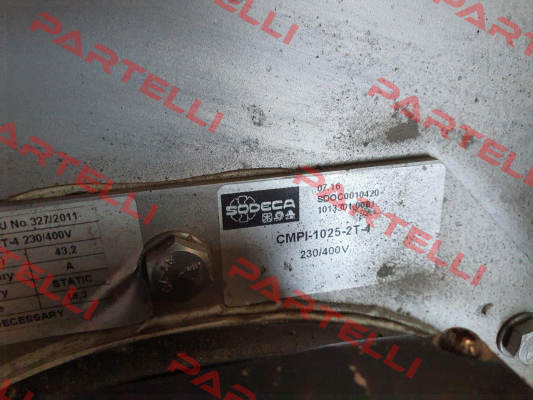 PARTELLI
PARTELLI
PARTELLI
PARTELLI
PARTELLI
PARTELLI
U No 327/2011
T-4 230/400V
43,2
A
STATIC
ECESSARY
SODECA
07.16
SDOC0010420
CMPI-1025-2T-4
230/400V